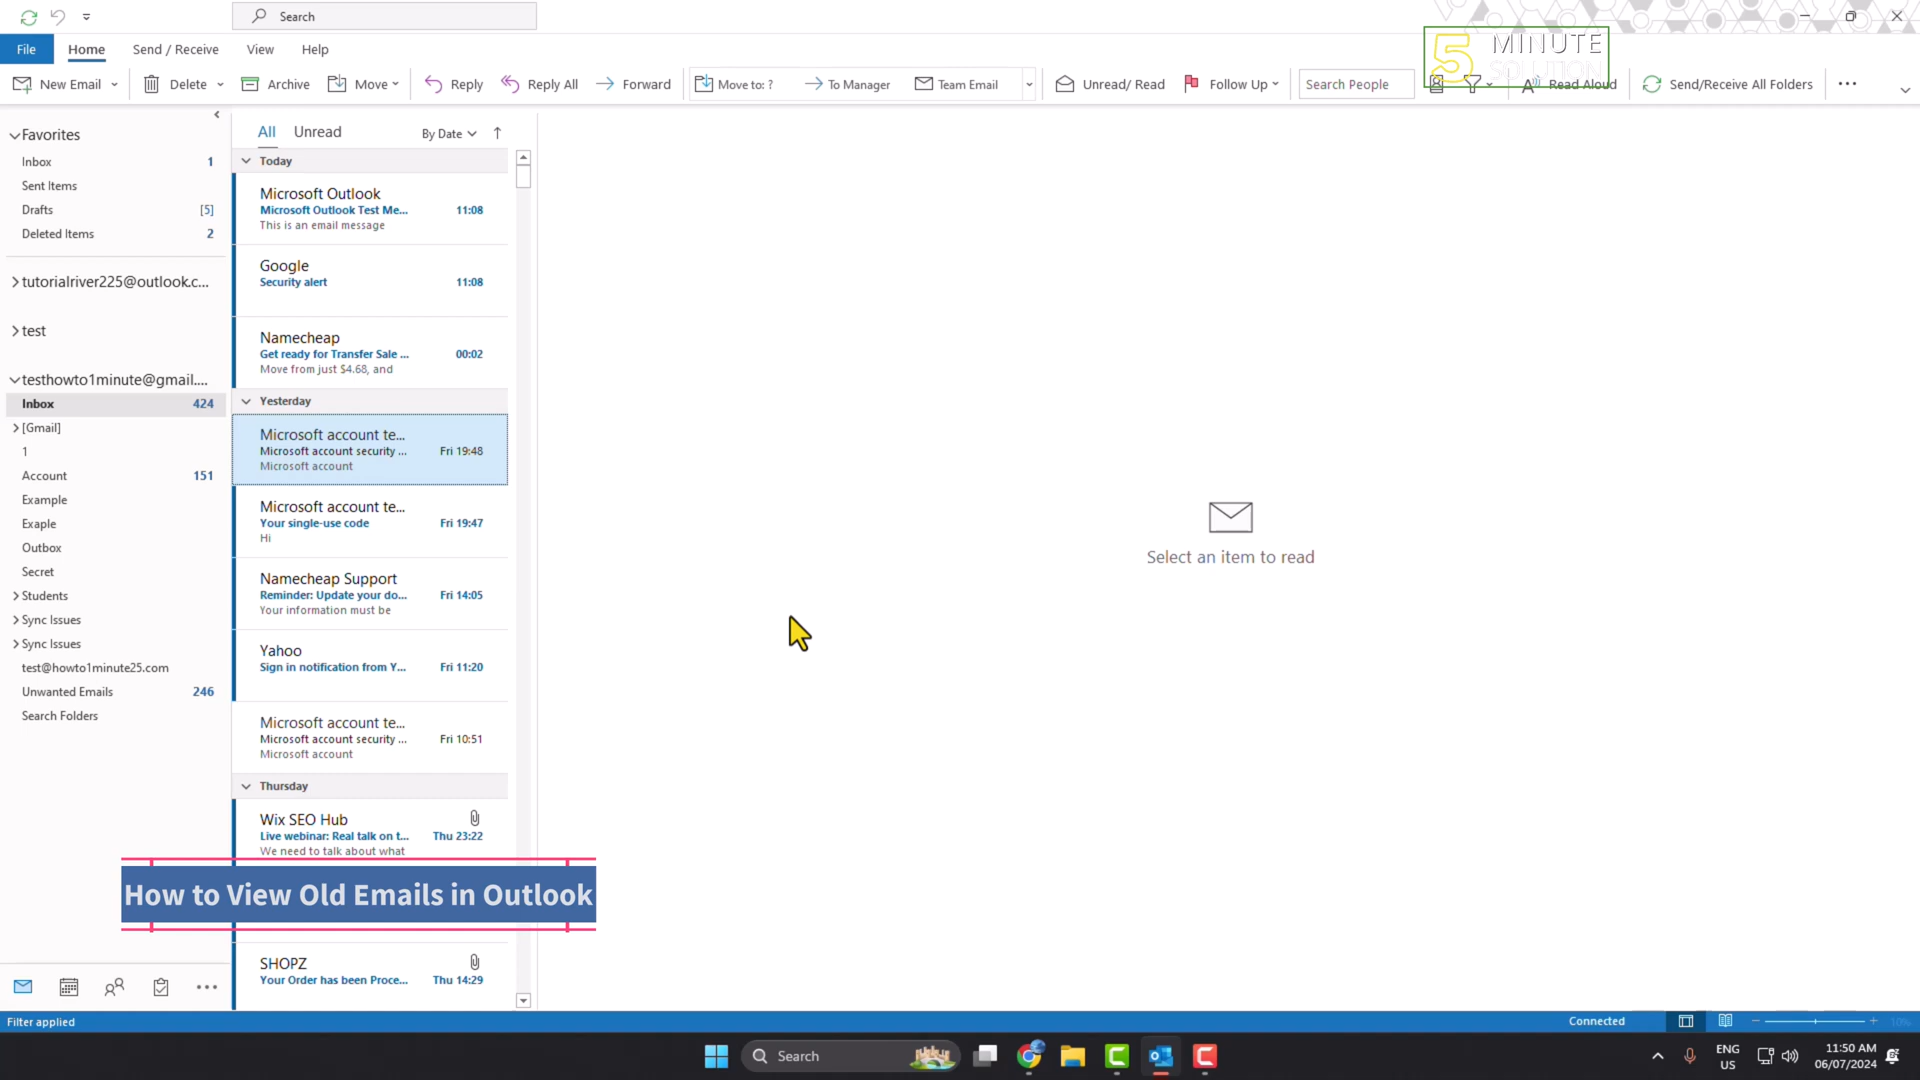 Search
File Home Send / Receive View Help
New Email Delete Archive Move Reply Reply All Forward Move to: ? To Manager Team Email Unread/ Read Follow Up Search People Read Aloud Send/Receive All Folders
5 MINUTE
SOLUTION
Favorites
Inbox 1
Sent Items
Drafts [5]
Deleted Items 2
tutorialriver225@outlook.c...
test
testhowto1minute@gmail....
Inbox 424
[Gmail]
1
Account 151
Example
Exaple
Outbox
Secret
Students
Sync Issues
Sync Issues
test@howto1minute25.com
Unwanted Emails 246
Search Folders
All Unread By Date
Today
Microsoft Outlook
Microsoft Outlook Test Me... 11:08
This is an email message
Google
Security alert 11:08
Namecheap
Get ready for Transfer Sale ... 00:02
Move from just $4.68, and
Yesterday
Microsoft account te...
Microsoft account security ... Fri 19:48
Microsoft account
Microsoft account te...
Your single-use code Fri 19:47
Hi
Namecheap Support
Reminder: Update your do... Fri 14:05
Your information must be
Yahoo
Sign in notification from Y... Fri 11:20
Microsoft account te...
Microsoft account security ... Fri 10:51
Microsoft account
Thursday
Wix SEO Hub
Live webinar: Real talk on t... Thu 23:22
We need to talk about what
How to View Old Emails in Outlook
SHOPZ
Your Order has been Proce... Thu 14:29
Select an item to read
Filter applied Connected 10%
Search
ENG
US
11:50 AM
06/07/2024